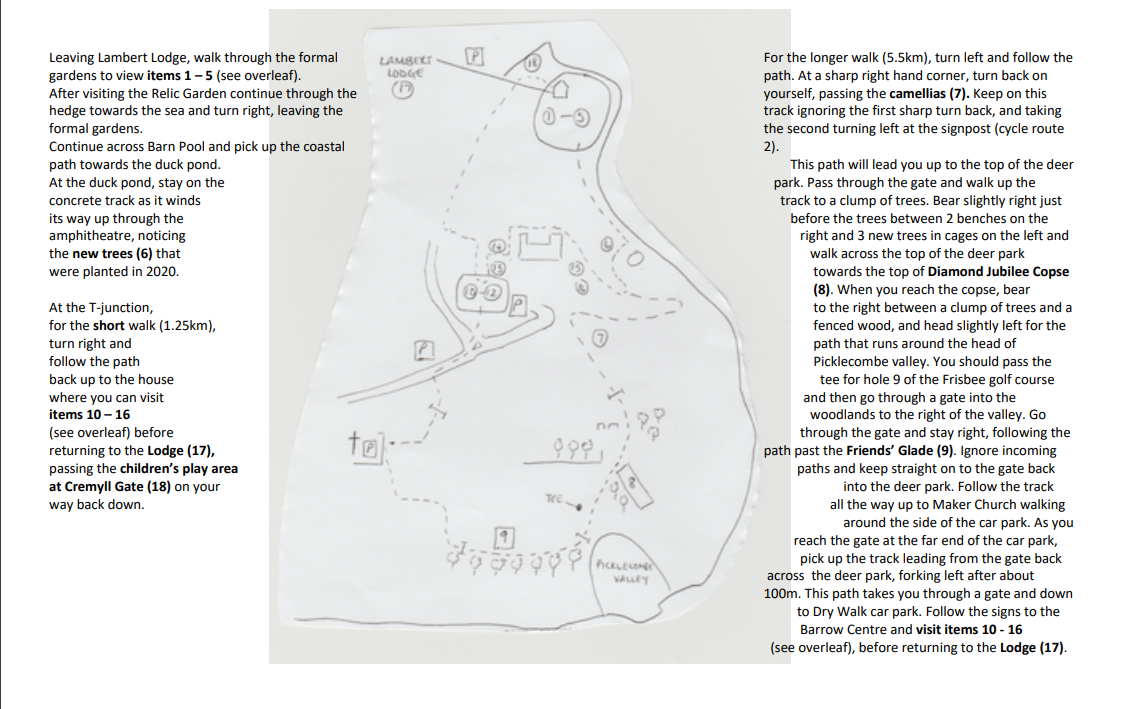 Leaving Lambert Lodge, walk through the formal
gardens to view items 1 – 5 (see overleaf).
After visiting the Relic Garden continue through the
hedge towards the sea and turn right, leaving the
formal gardens.
Continue across Barn Pool and pick up the coastal
path towards the duck pond.
At the duck pond, stay on the
concrete track as it winds
its way up through the
amphitheatre, noticing
the new trees (6) that
were planted in 2020.
At the T-junction,
for the short walk (1.25km),
turn right and
follow the path
back up to the house
where you can visit
items 10 – 16
(see overleaf) before
returning to the Lodge (17),
passing the children's play area
at Cremyll Gate (18) on your
way back down.
LAMBERT
LODGE
17
P
18
1 - 5
14
13
10 - 12
P
15
6
7
P
P
8
TEE
9
PICKLECOMBE
VALLEY
For the longer walk (5.5km), turn left and follow the
path. At a sharp right hand corner, turn back on
yourself, passing the camellias (7). Keep on this
track ignoring the first sharp turn back, and taking
the second turning left at the signpost (cycle route
2).
This path will lead you up to the top of the deer
park. Pass through the gate and walk up the
track to a clump of trees. Bear slightly right just
before the trees between 2 benches on the
right and 3 new trees in cages on the left and
walk across the top of the deer park
towards the top of Diamond Jubilee Copse
(8). When you reach the copse, bear
to the right between a clump of trees and a
fenced wood, and head slightly left for the
path that runs around the head of
Picklecombe valley. You should pass the
tee for hole 9 of the Frisbee golf course
and then go through a gate into the
woodlands to the right of the valley. Go
through the gate and stay right, following the
path past the Friends' Glade (9). Ignore incoming
paths and keep straight on to the gate back
into the deer park. Follow the track
all the way up to Maker Church walking
around the side of the car park. As you
reach the gate at the far end of the car park,
pick up the track leading from the gate back
across the deer park, forking left after about
100m. This path takes you through a gate and down
to Dry Walk car park. Follow the signs to the
Barrow Centre and visit items 10 - 16
(see overleaf), before returning to the Lodge (17).